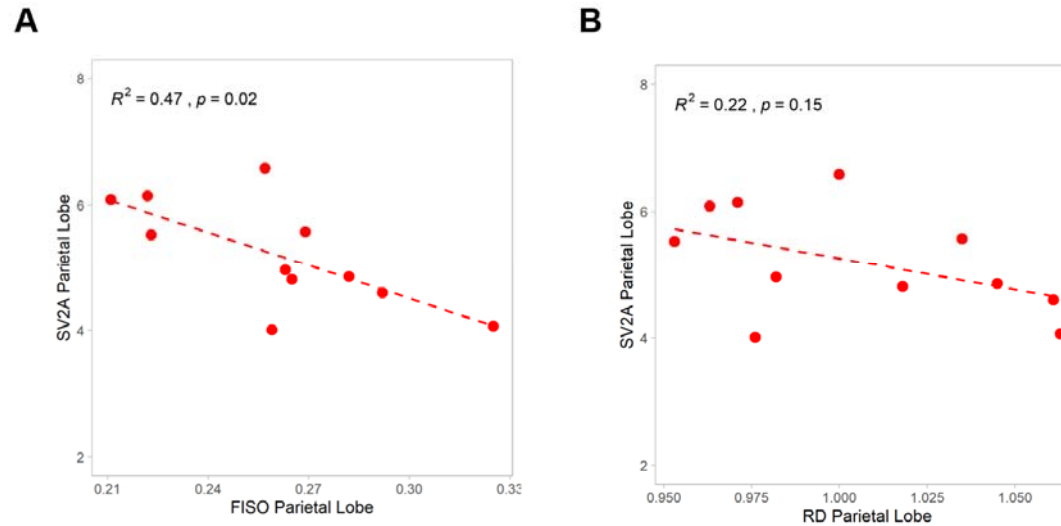 A
R² = 0.47 , p = 0.02
SV2A Parietal Lobe
8
6
4
2
0.21
0.24
0.27
0.30
0.33
FISO Parietal Lobe
B
R² = 0.22 , p = 0.15
SV2A Parietal Lobe
8
6
4
2
0.950
0.975
1.000
1.025
1.050
RD Parietal Lobe